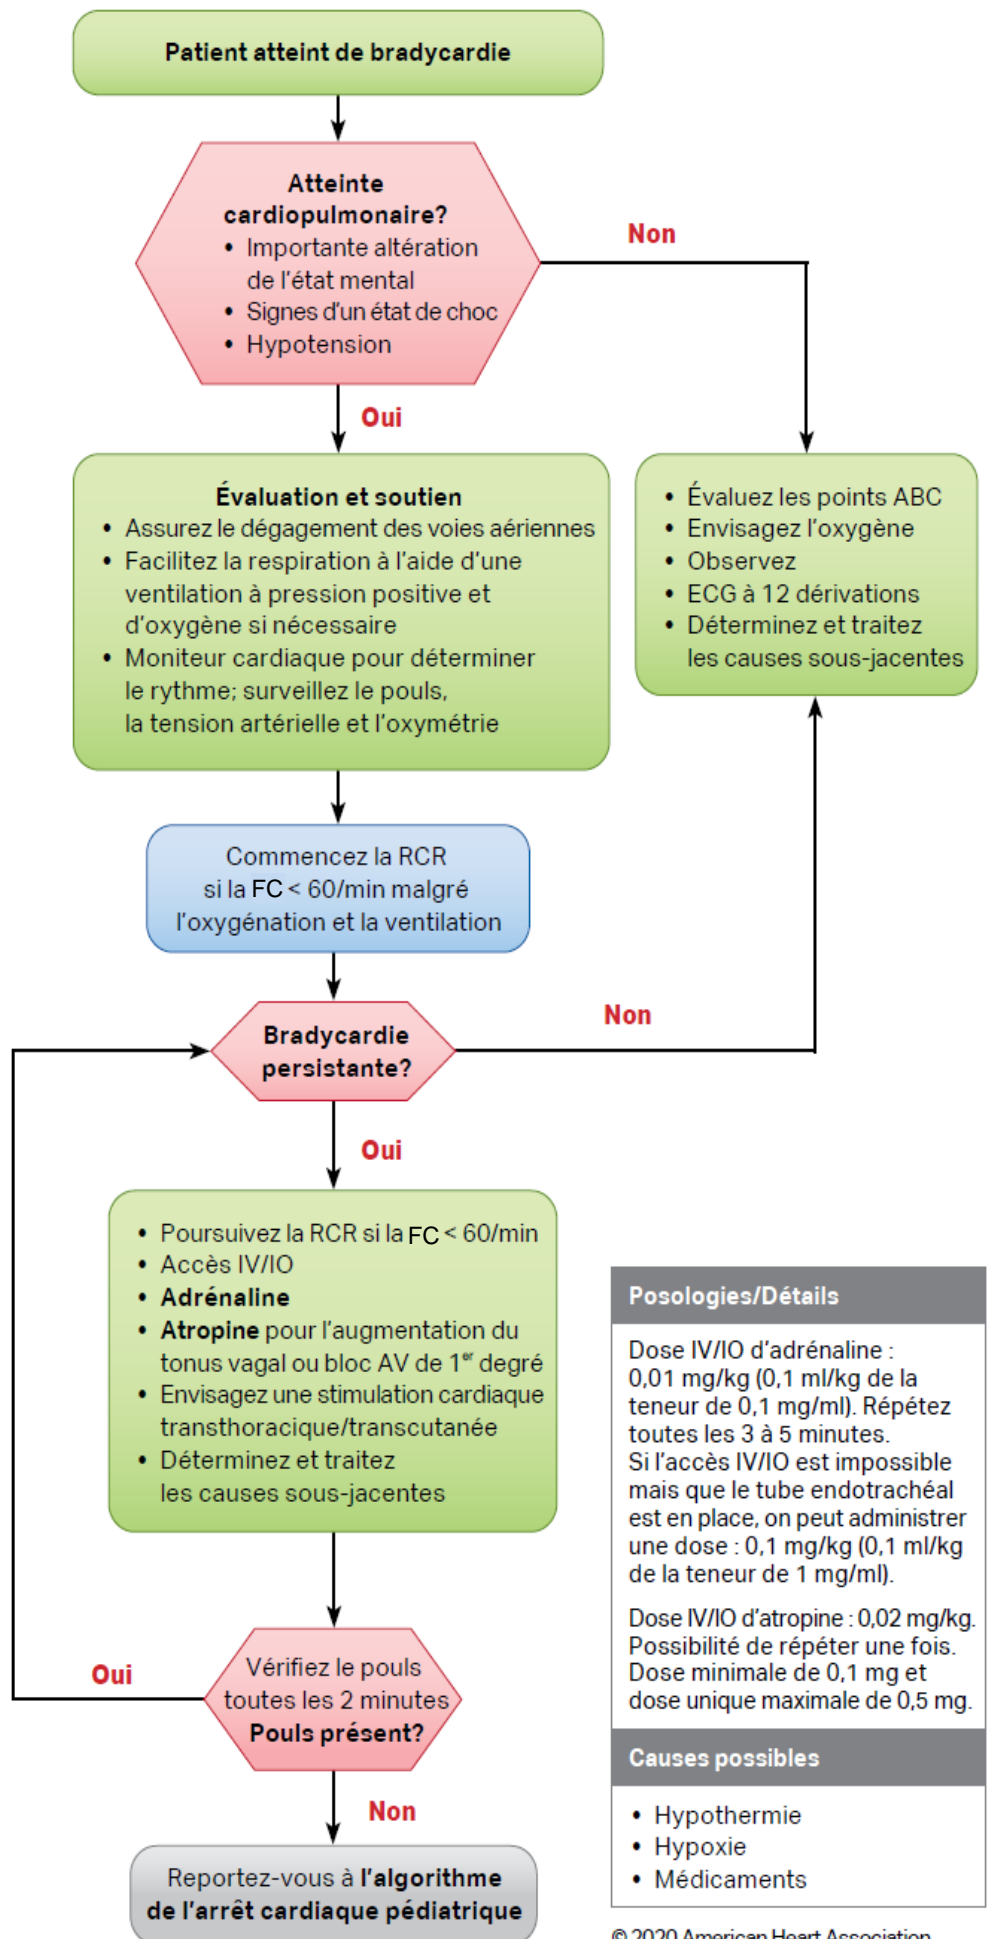 Patient atteint de bradycardie
Atteinte
cardiopulmonaire?
• Importante altération
de l'état mental
• Signes d'un état de choc
• Hypotension
Non
Oui
Évaluation et soutien
• Assurez le dégagement des voies aériennes
• Facilitez la respiration à l'aide d'une
ventilation à pression positive et
d'oxygène si nécessaire
• Moniteur cardiaque pour déterminer
le rythme; surveillez le pouls,
la tension artérielle et l'oxymétrie
• Évaluez les points ABC
• Envisagez l'oxygène
• Observez
• ECG à 12 dérivations
• Déterminez et traitez
les causes sous-jacentes
Commencez la RCR
si la FC < 60/min malgré
l'oxygénation et la ventilation
Bradycardie
persistante?
Non
Oui
• Poursuivez la RCR si la FC < 60/min
• Accès IV/IO
• Adrénaline
• Atropine pour l'augmentation du
tonus vagal ou bloc AV de 1er degré
• Envisagez une stimulation cardiaque
transthoracique/transcutanée
• Déterminez et traitez
les causes sous-jacentes
Vérifiez le pouls
toutes les 2 minutes
Pouls présent?
Oui
Non
Reportez-vous à l'algorithme
de l'arrêt cardiaque pédiatrique
Posologies/Détails
Dose IV/IO d'adrénaline :
0,01 mg/kg (0,1 ml/kg de la
teneur de 0,1 mg/ml). Répétez
toutes les 3 à 5 minutes.
Si l'accès IV/IO est impossible
mais que le tube endotrachéal
est en place, on peut administrer
une dose : 0,1 mg/kg (0,1 ml/kg
de la teneur de 1 mg/ml).
Dose IV/IO d'atropine : 0,02 mg/kg.
Possibilité de répéter une fois.
Dose minimale de 0,1 mg et
dose unique maximale de 0,5 mg.
Causes possibles
• Hypothermie
• Hypoxie
• Médicaments
© 2020 American Heart Association